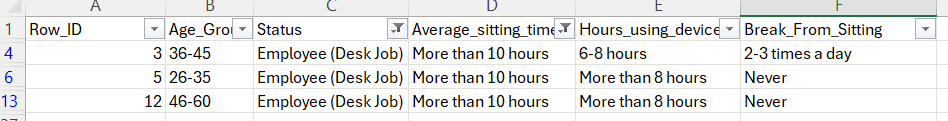 A B C D E F
1 Row_ID Age_Grou Status Average_sitting_time Hours_using_device Break_From_Sitting
4 3 36-45 Employee (Desk Job) More than 10 hours 6-8 hours 2-3 times a day
6 5 26-35 Employee (Desk Job) More than 10 hours More than 8 hours Never
13 12 46-60 Employee (Desk Job) More than 10 hours More than 8 hours Never